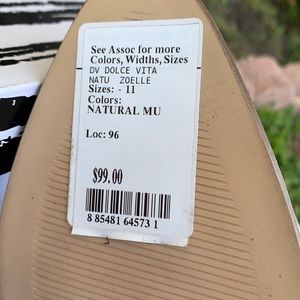 See Assoc for more
Colors, Widths, Sizes
DV DOLCE VITA
NATU ZOELLE
Sizes: - 11
Colors:
NATURAL MU
Loc: 96
$99.00
8 85481 64573 1